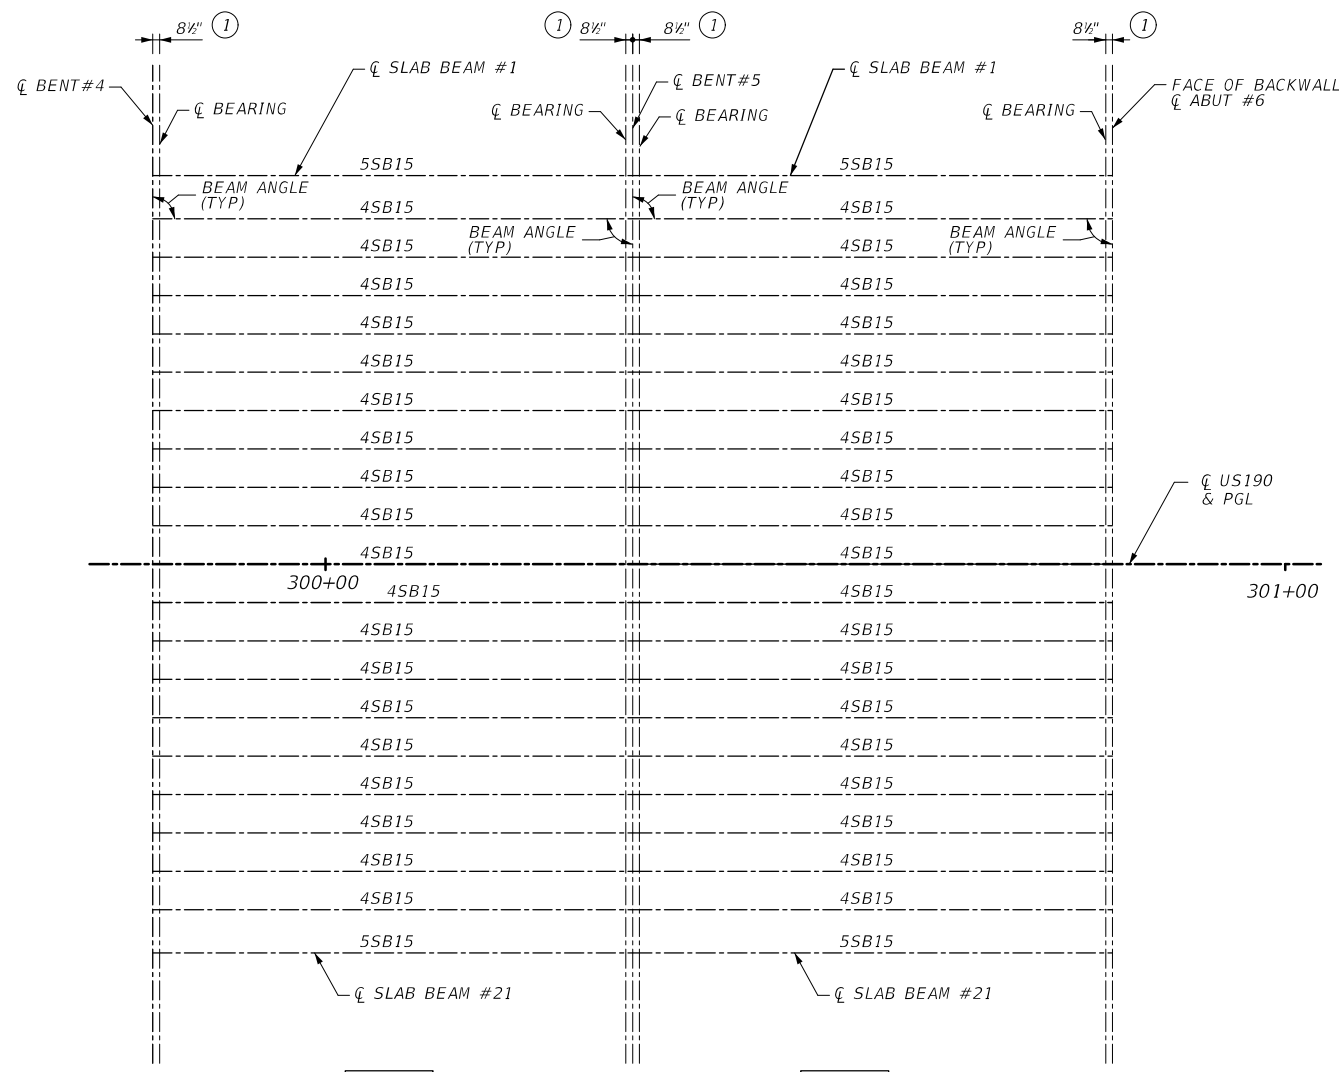 8½" 1 1 8½" 8½" 1 8½" 1
℄ SLAB BEAM #1 ℄ SLAB BEAM #1
℄ BENT#4 ℄ BENT#5 FACE OF BACKWALL
℄ ABUT #6
℄ BEARING ℄ BEARING ℄ BEARING ℄ BEARING
5SB15 5SB15
BEAM ANGLE
(TYP)
BEAM ANGLE
(TYP)
4SB15 4SB15
BEAM ANGLE
(TYP)
BEAM ANGLE
(TYP)
4SB15 4SB15
4SB15 4SB15
4SB15 4SB15
4SB15 4SB15
4SB15 4SB15
4SB15 4SB15
4SB15 4SB15
℄ US190
& PGL
4SB15 4SB15
4SB15 4SB15
300+00 301+00
4SB15 4SB15
4SB15 4SB15
4SB15 4SB15
4SB15 4SB15
4SB15 4SB15
4SB15 4SB15
4SB15 4SB15
4SB15 4SB15
4SB15 4SB15
5SB15 5SB15
℄ SLAB BEAM #21 ℄ SLAB BEAM #21